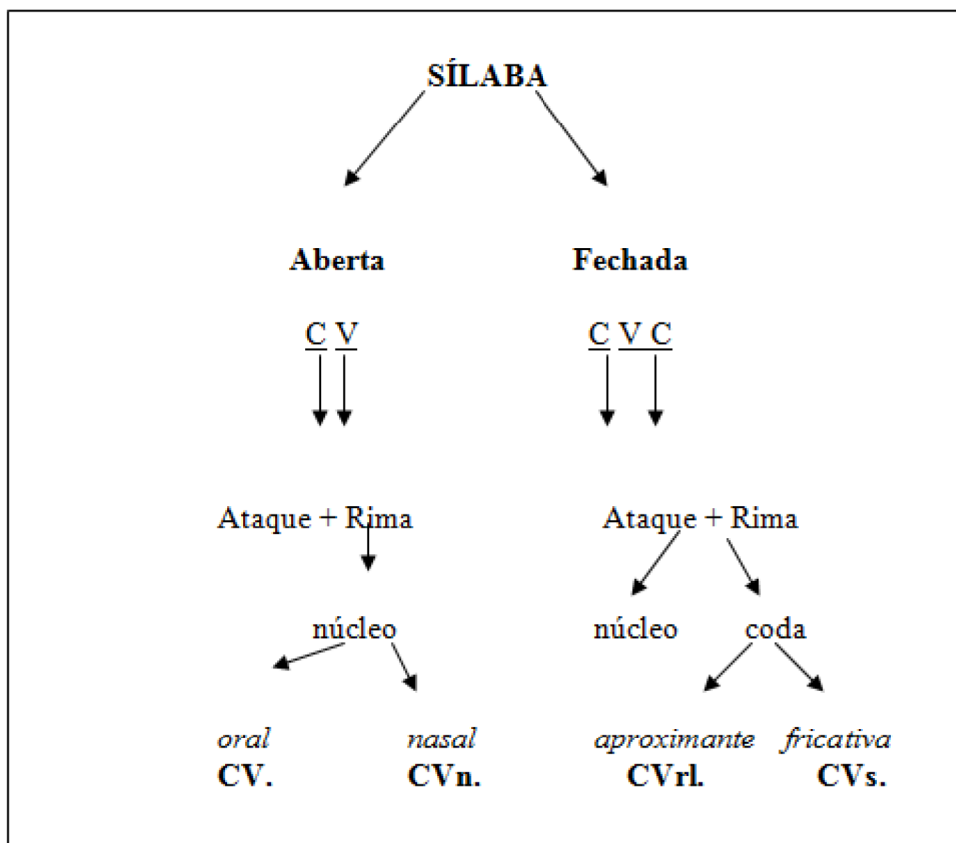 SÍLABA
Aberta Fechada
C V C V C
Ataque + Rima Ataque + Rima
núcleo núcleo coda
oral nasal aproximante fricativa
CV. CVn. CVrl. CVs.